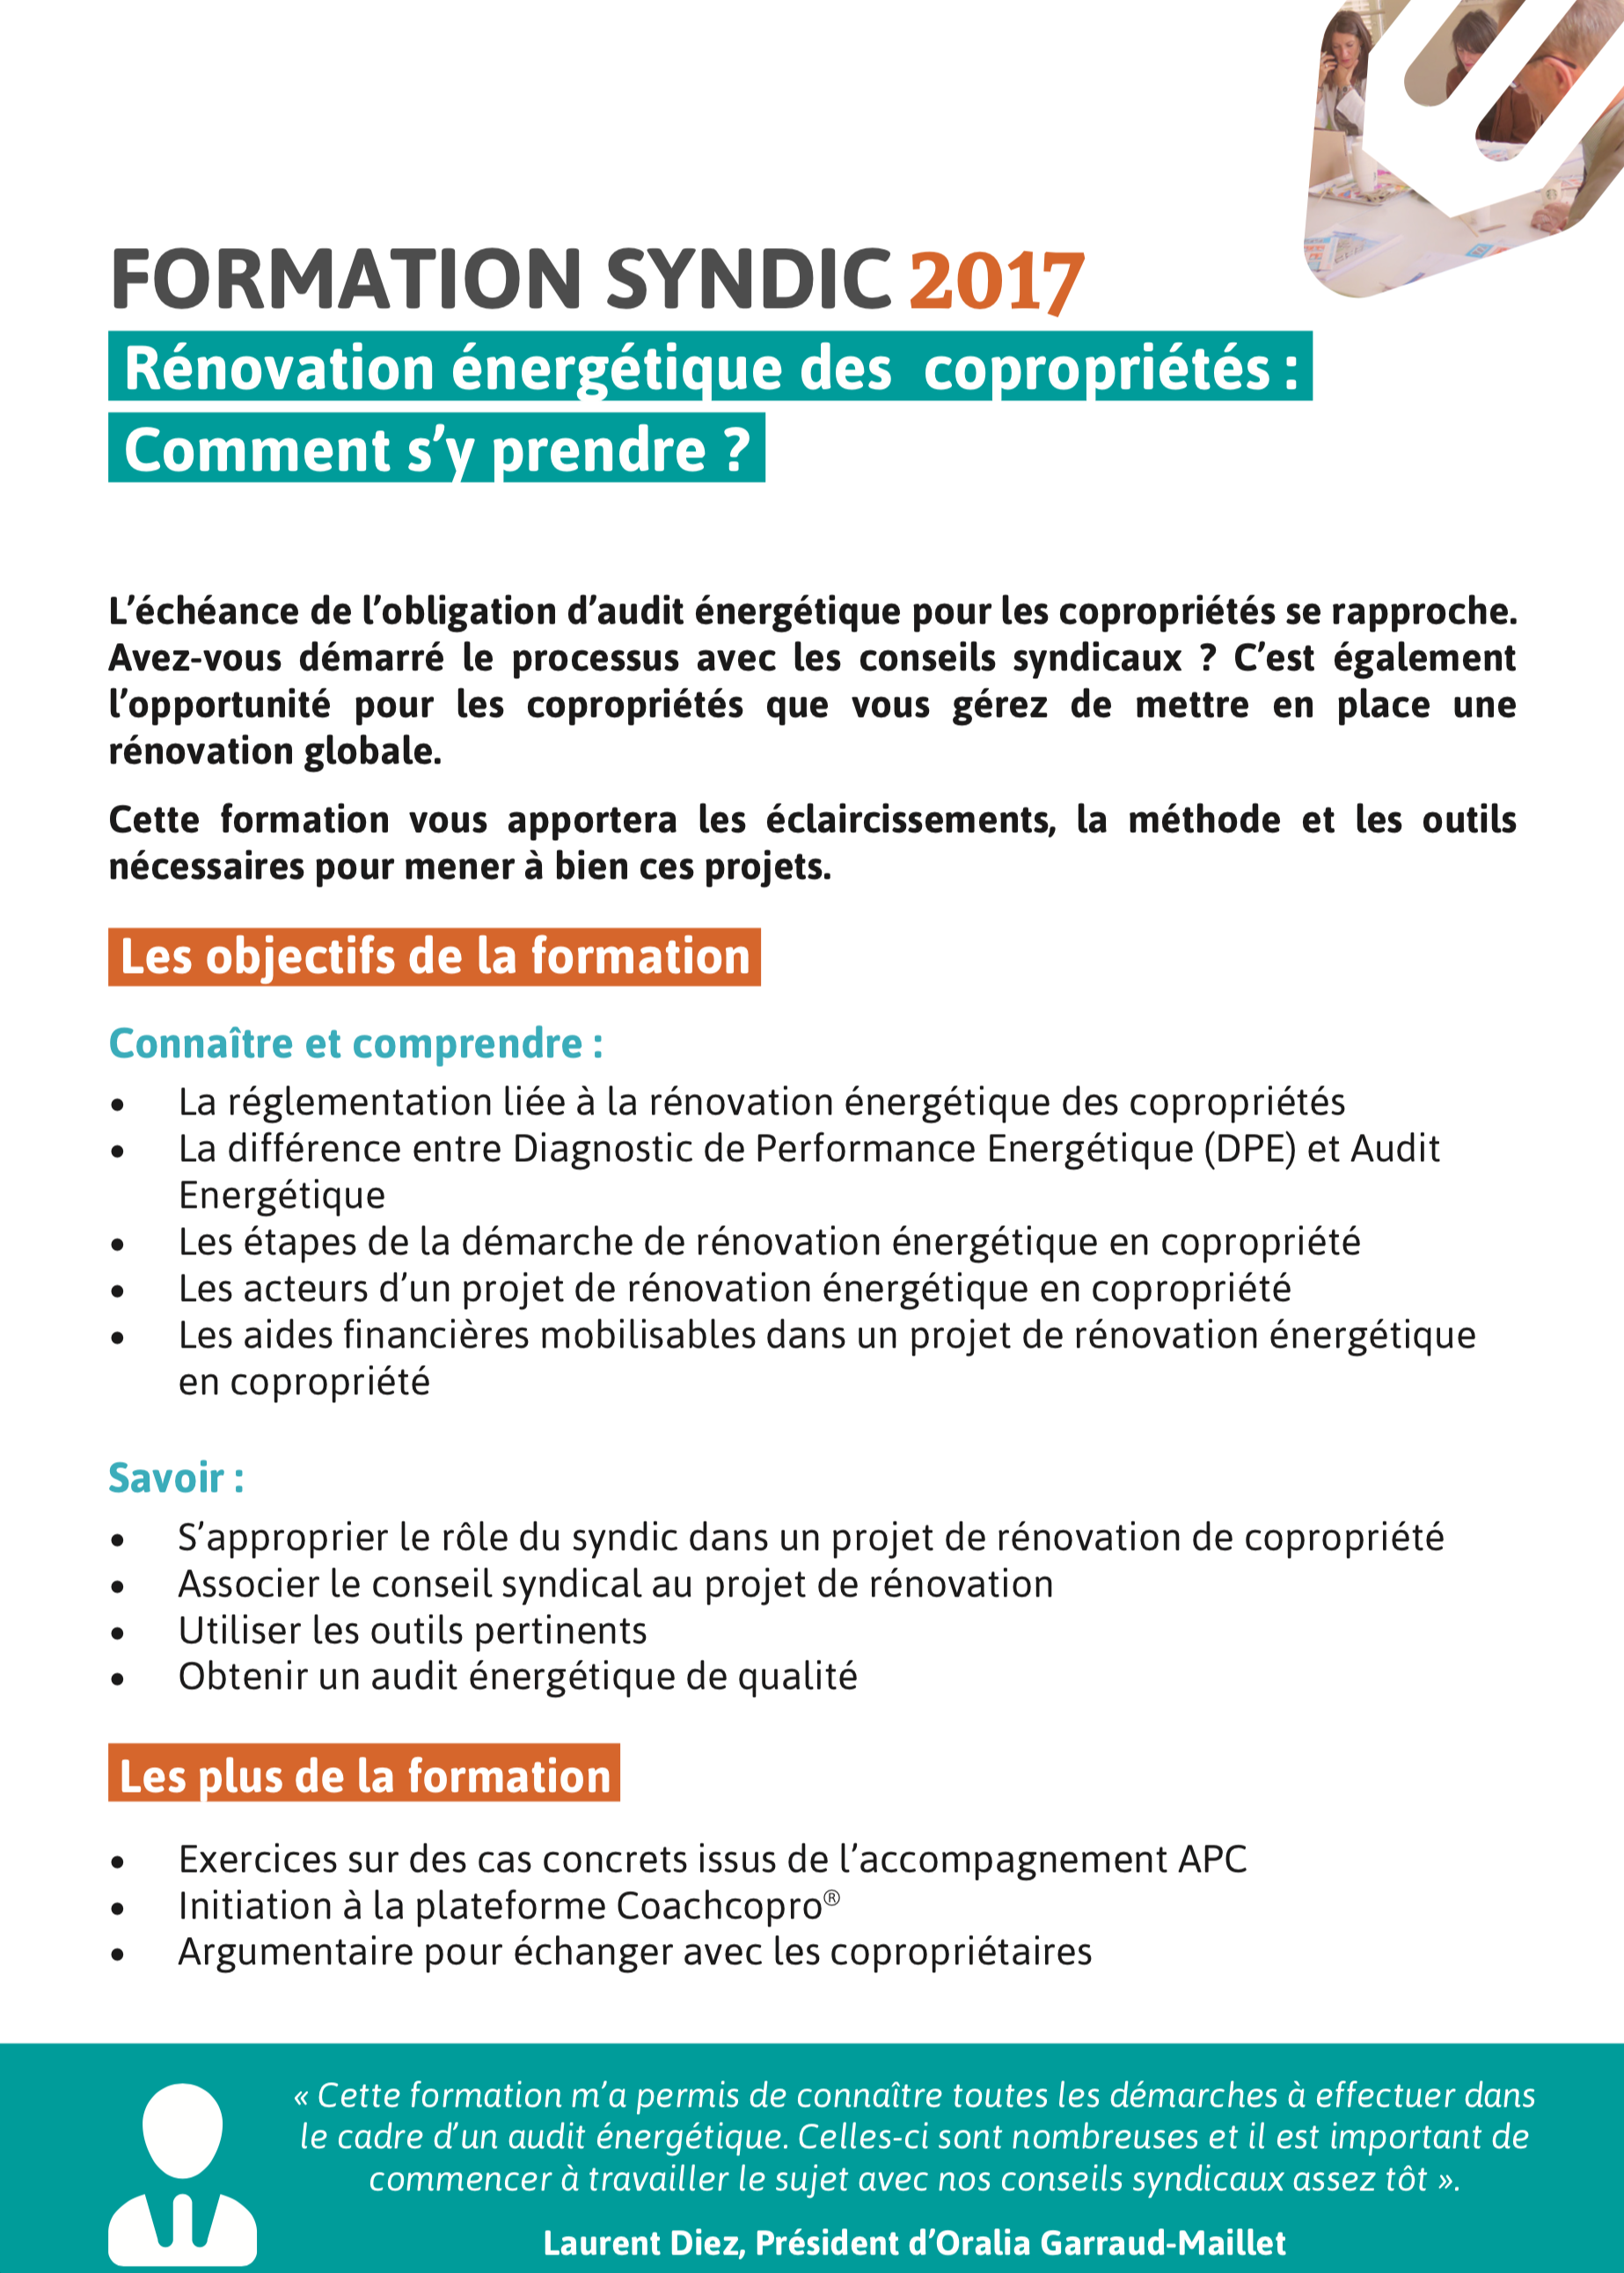 FORMATION SYNDIC 2017
Rénovation énergétique des copropriétés :
Comment s’y prendre ?
L’échéance de l’obligation d’audit énergétique pour les copropriétés se rapproche.
Avez-vous démarré le processus avec les conseils syndicaux ? C’est également
l’opportunité pour les copropriétés que vous gérez de mettre en place une
rénovation globale.
Cette formation vous apportera les éclaircissements, la méthode et les outils
nécessaires pour mener à bien ces projets.
Les objectifs de la formation
Connaître et comprendre :
• La réglementation liée à la rénovation énergétique des copropriétés
• La différence entre Diagnostic de Performance Energétique (DPE) et Audit
Energétique
• Les étapes de la démarche de rénovation énergétique en copropriété
• Les acteurs d’un projet de rénovation énergétique en copropriété
• Les aides financières mobilisables dans un projet de rénovation énergétique
en copropriété
Savoir :
• S’approprier le rôle du syndic dans un projet de rénovation de copropriété
• Associer le conseil syndical au projet de rénovation
• Utiliser les outils pertinents
• Obtenir un audit énergétique de qualité
Les plus de la formation
• Exercices sur des cas concrets issus de l’accompagnement APC
• Initiation à la plateforme Coachcopro®
• Argumentaire pour échanger avec les copropriétaires
« Cette formation m’a permis de connaître toutes les démarches à effectuer dans
le cadre d’un audit énergétique. Celles-ci sont nombreuses et il est important de
commencer à travailler le sujet avec nos conseils syndicaux assez tôt ».
Laurent Diez, Président d’Oralia Garraud-Maillet